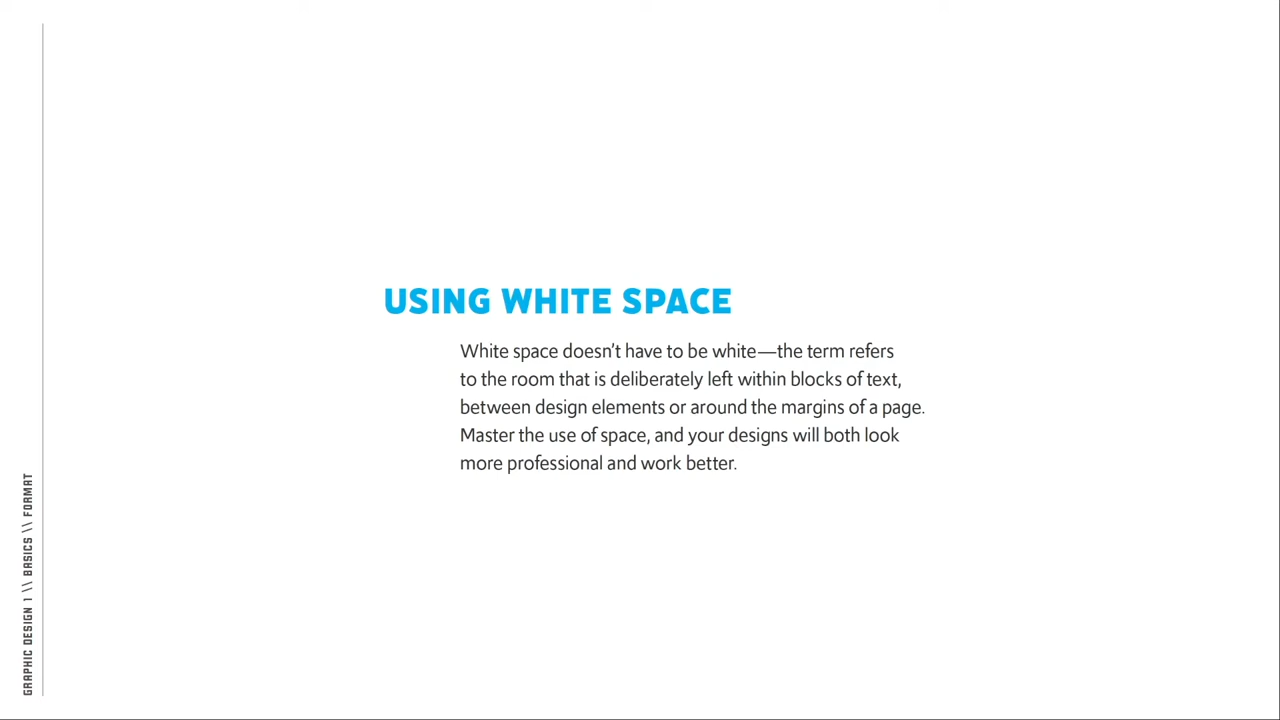 USING WHITE SPACE
White space doesn’t have to be white—the term refers
to the room that is deliberately left within blocks of text,
between design elements or around the margins of a page.
Master the use of space, and your designs will both look
more professional and work better.
GRAPHIC DESIGN 1 \\ BASICS \\ FORMAT